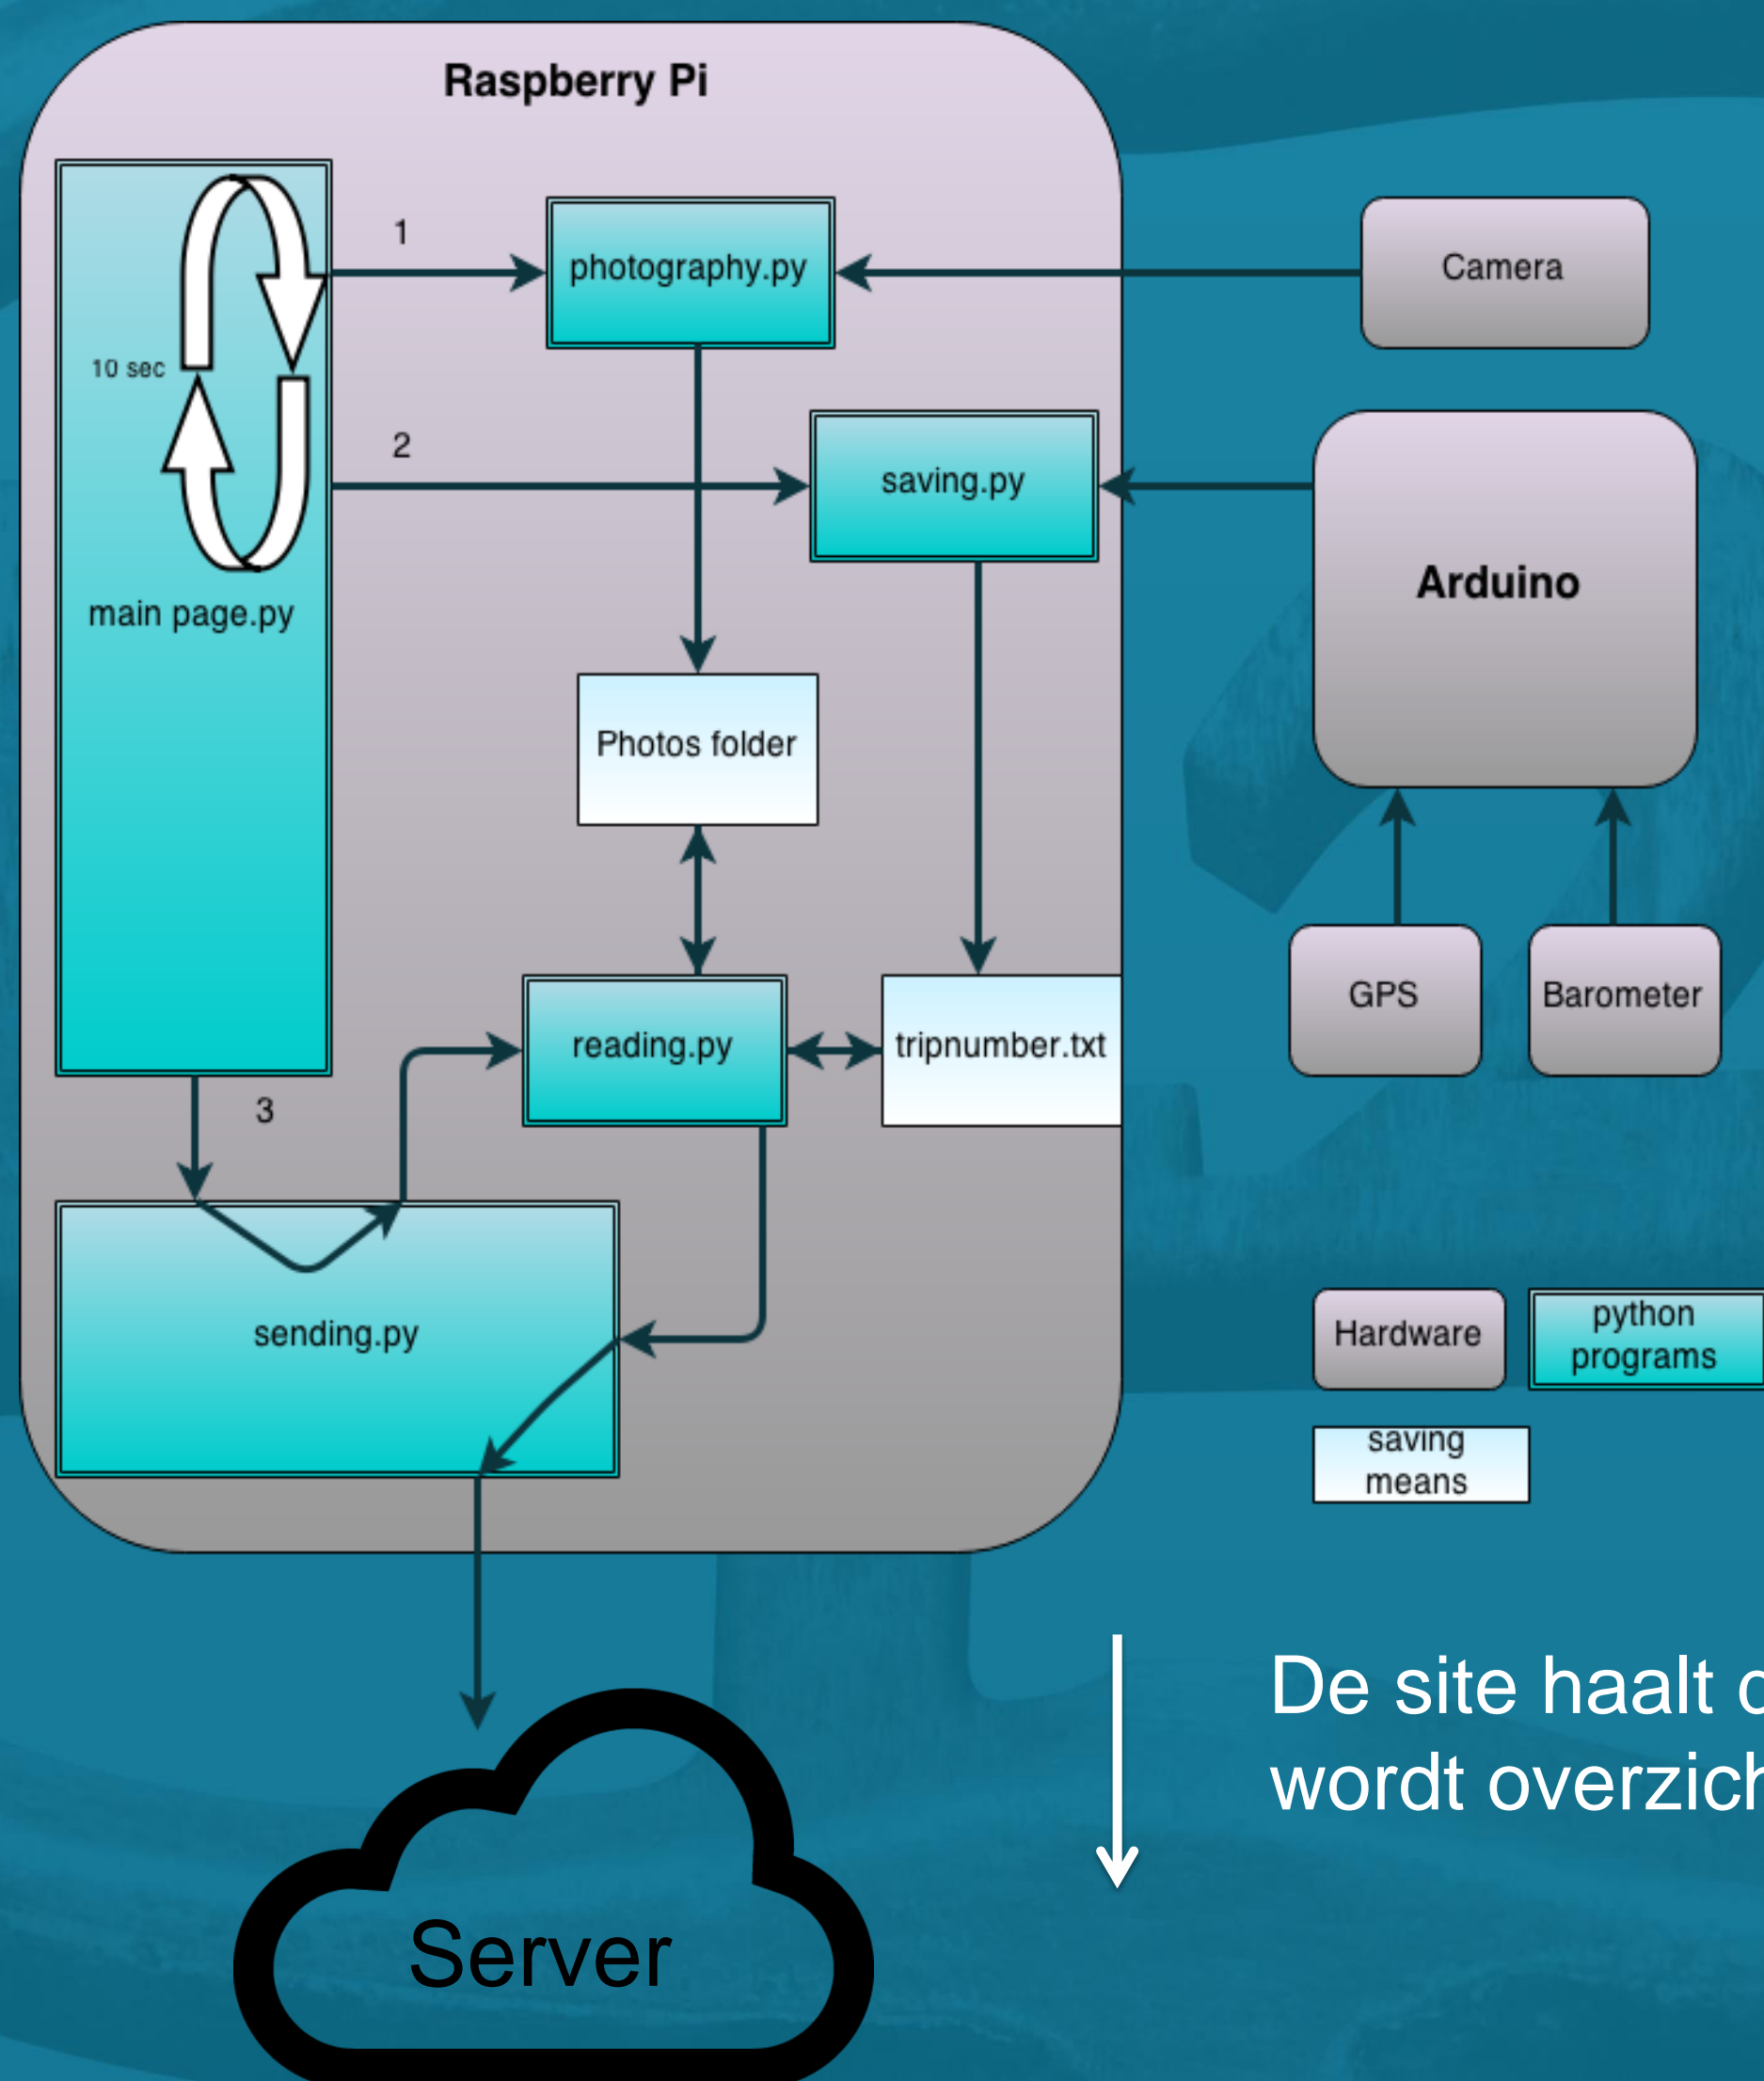 Raspberry Pi
1
photography.py
Camera
10 sec
2
saving.py
Arduino
main page.py
Photos folder
GPS
Barometer
reading.py
tripnumber.txt
3
sending.py
Hardware
python
programs
saving
means
De site haalt
wordt
Server